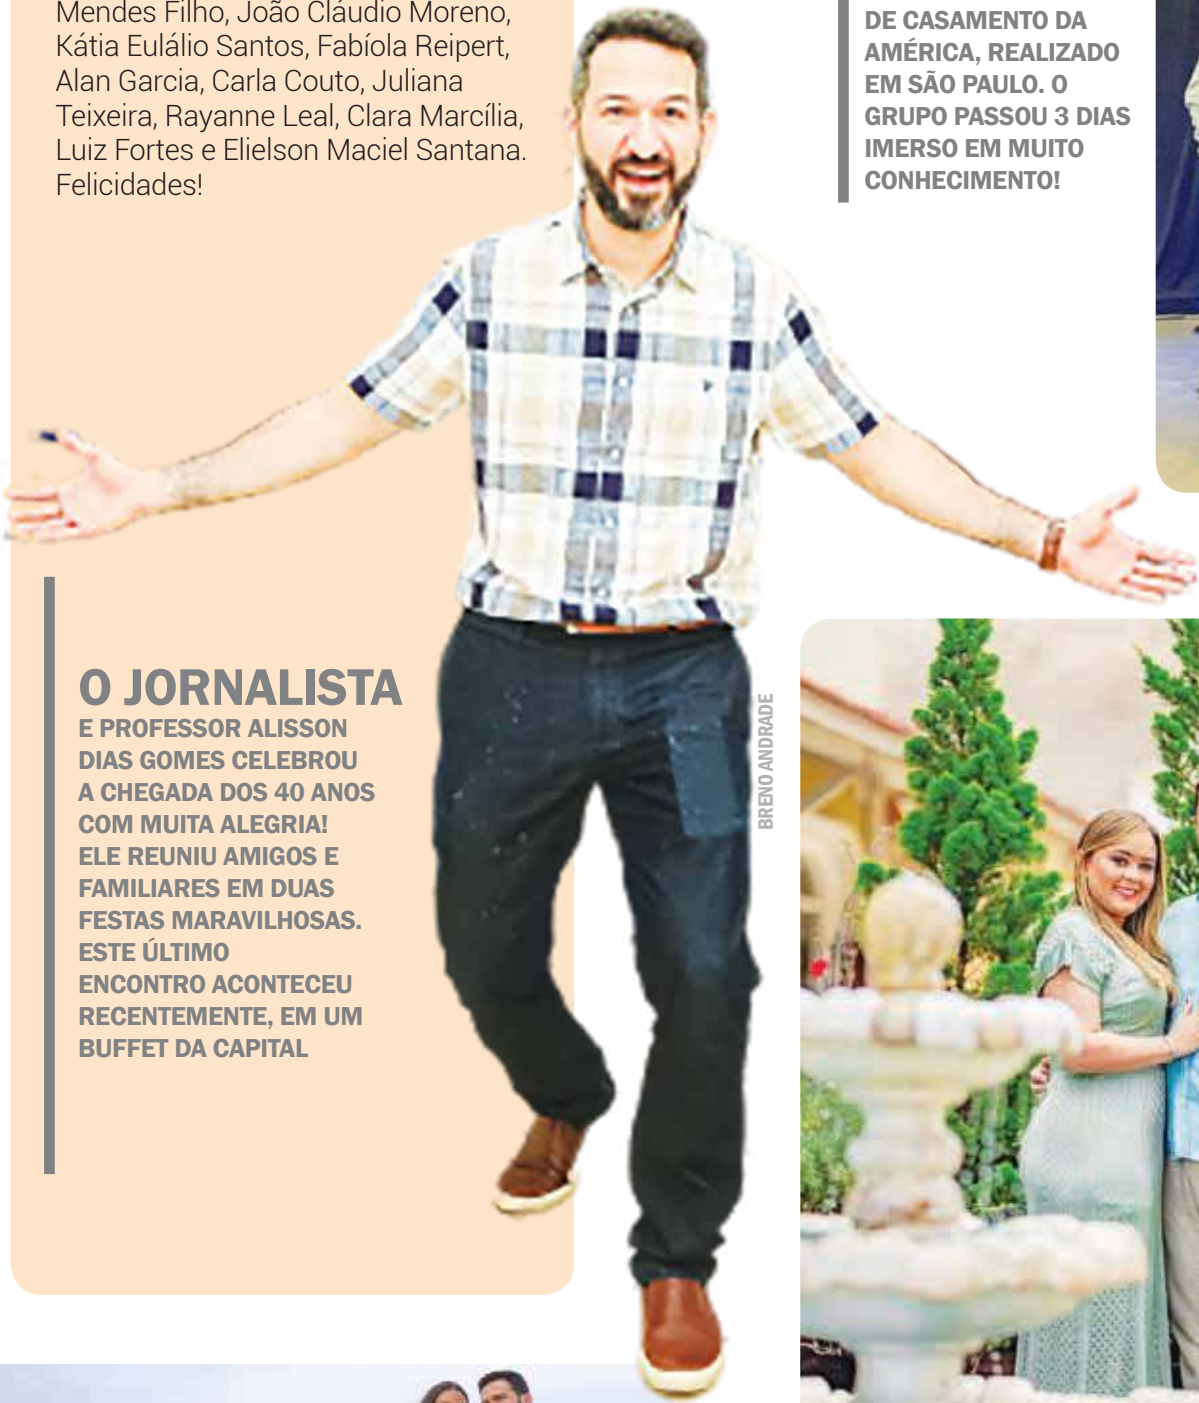 Mendes Filho, João Cláudio Moreno,
Kátia Eulálio Santos, Fabíola Reipert,
Alan Garcia, Carla Couto, Juliana
Teixeira, Rayanne Leal, Clara Marcília,
Luiz Fortes e Elielson Maciel Santana.
Felicidades!
DE CASAMENTO DA
AMÉRICA, REALIZADO
EM SÃO PAULO. O
GRUPO PASSOU 3 DIAS
IMERSO EM MUITO
CONHECIMENTO!
O JORNALISTA
E PROFESSOR ALISSON
DIAS GOMES CELEBROU
A CHEGADA DOS 40 ANOS
COM MUITA ALEGRIA!
ELE REUNIU AMIGOS E
FAMILIARES EM DUAS
FESTAS MARAVILHOSAS.
ESTE ÚLTIMO
ENCONTRO ACONTECEU
RECENTEMENTE, EM UM
BUFFET DA CAPITAL
BRENO ANDRADE